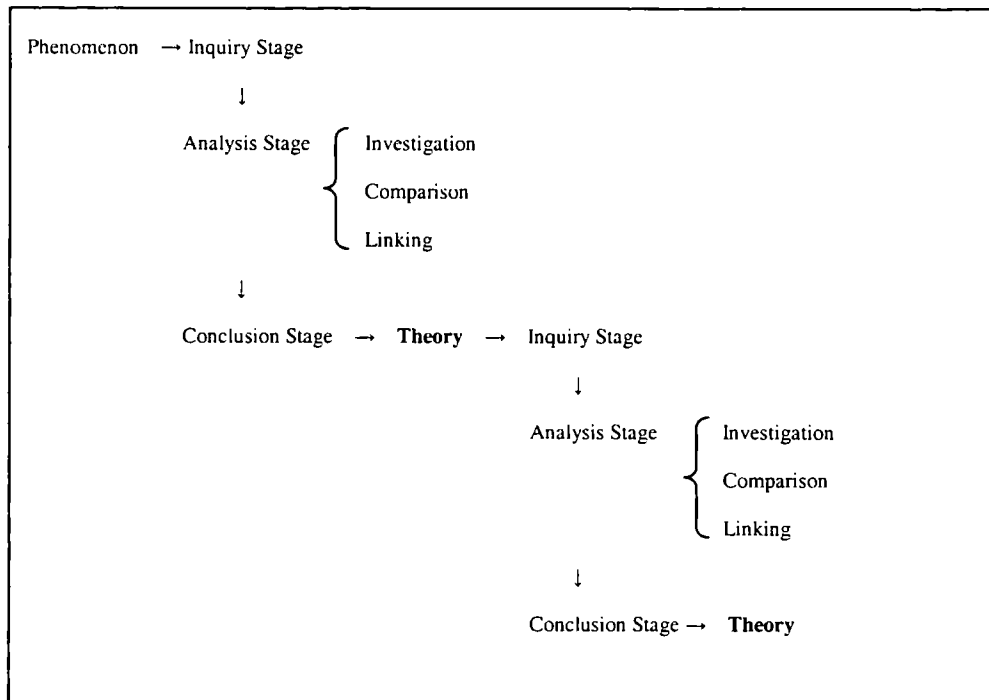 Phenomenon → Inquiry Stage
↓
Analysis Stage { Investigation
Comparison
Linking
↓
Conclusion Stage → Theory → Inquiry Stage
↓
Analysis Stage { Investigation
Comparison
Linking
↓
Conclusion Stage → Theory